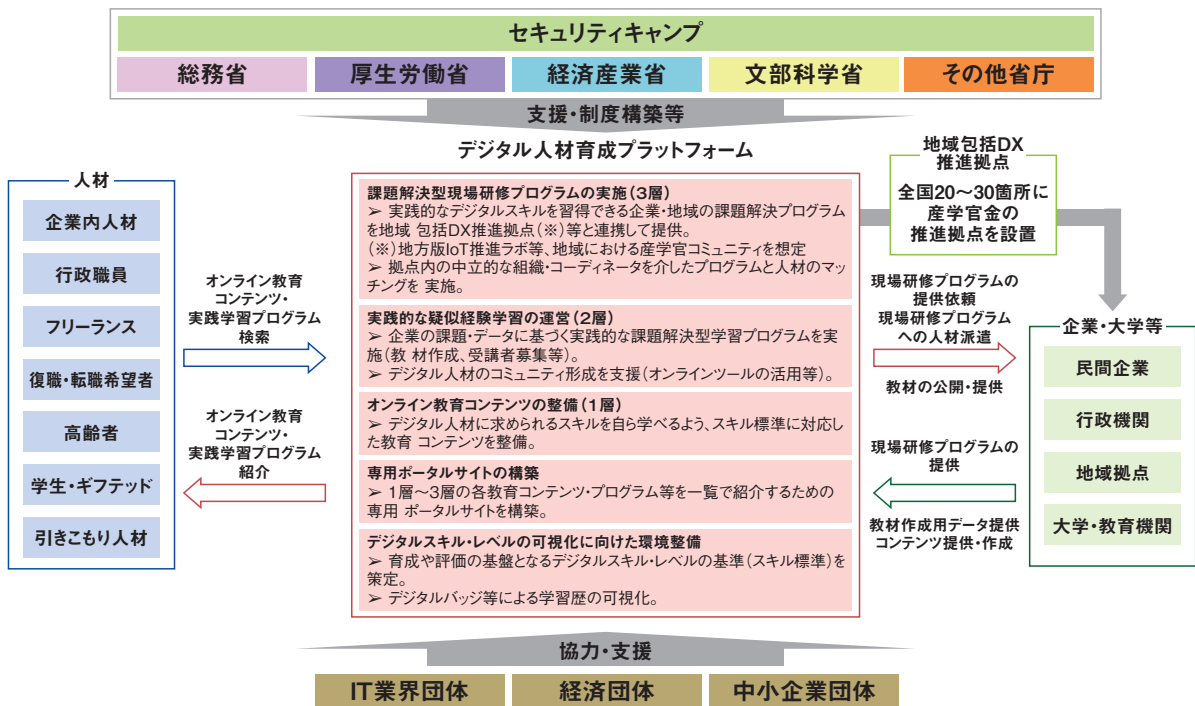 セキュリティキャンプ
総務省
厚生労働省
経済産業省
文部科学省
その他省庁
支援・制度構築等
デジタル人材育成プラットフォーム
人材
企業内人材
行政職員
フリーランス
復職・転職希望者
高齢者
学生・ギフテッド
引きこもり人材
オンライン教育
コンテンツ・
実践学習プログラム
検索
オンライン教育
コンテンツ・
実践学習プログラム
紹介
課題解決型現場研修プログラムの実施（3層）
➢ 実践的なデジタルスキルを習得できる企業・地域の課題解決プログラム
を地域 包括DX推進拠点（※）等と連携して提供。
（※）地方版IoT推進ラボ等、地域における産学官コミュニティを想定
➢ 拠点内の中立的な組織・コーディネータを介したプログラムと人材のマッ
チングを 実施。
実践的な疑似経験学習の運営（2層）
➢ 企業の課題・データに基づく実践的な課題解決型学習プログラムを実
施（教 材作成、受講者募集等）。
➢ デジタル人材のコミュニティ形成を支援（オンラインツールの活用等）。
オンライン教育コンテンツの整備（1層）
➢ デジタル人材に求められるスキルを自ら学べるよう、スキル標準に対応し
た教育 コンテンツを整備。
専用ポータルサイトの構築
➢ 1層～3層の各教育コンテンツ・プログラム等を一覧で紹介するための
専用 ポータルサイトを構築。
デジタルスキル・レベルの可視化に向けた環境整備
➢ 育成や評価の基盤となるデジタルスキル・レベルの基準（スキル標準）を
策定。
➢ デジタルバッジ等による学習歴の可視化。
地域包括DX
推進拠点
全国20～30箇所に
産学官金の
推進拠点を設置
現場研修プログラムの
提供依頼
現場研修プログラム
への人材派遣
教材の公開・提供
現場研修プログラムの
提供
教材作成用データ提供
コンテンツ提供・作成
企業・大学等
民間企業
行政機関
地域拠点
大学・教育機関
協力・支援
IT業界団体
経済団体
中小企業団体